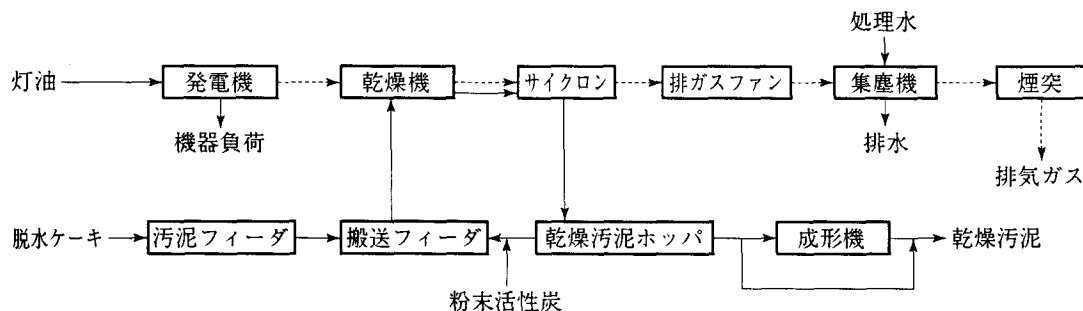 処理水
灯油
発電機
乾燥機
サイクロン
排ガスファン
集塵機
煙突
機器負荷
排水
排気ガス
脱水ケーキ
汚泥フィーダ
搬送フィーダ
乾燥汚泥ホッパ
成形機
乾燥汚泥
粉末活性炭